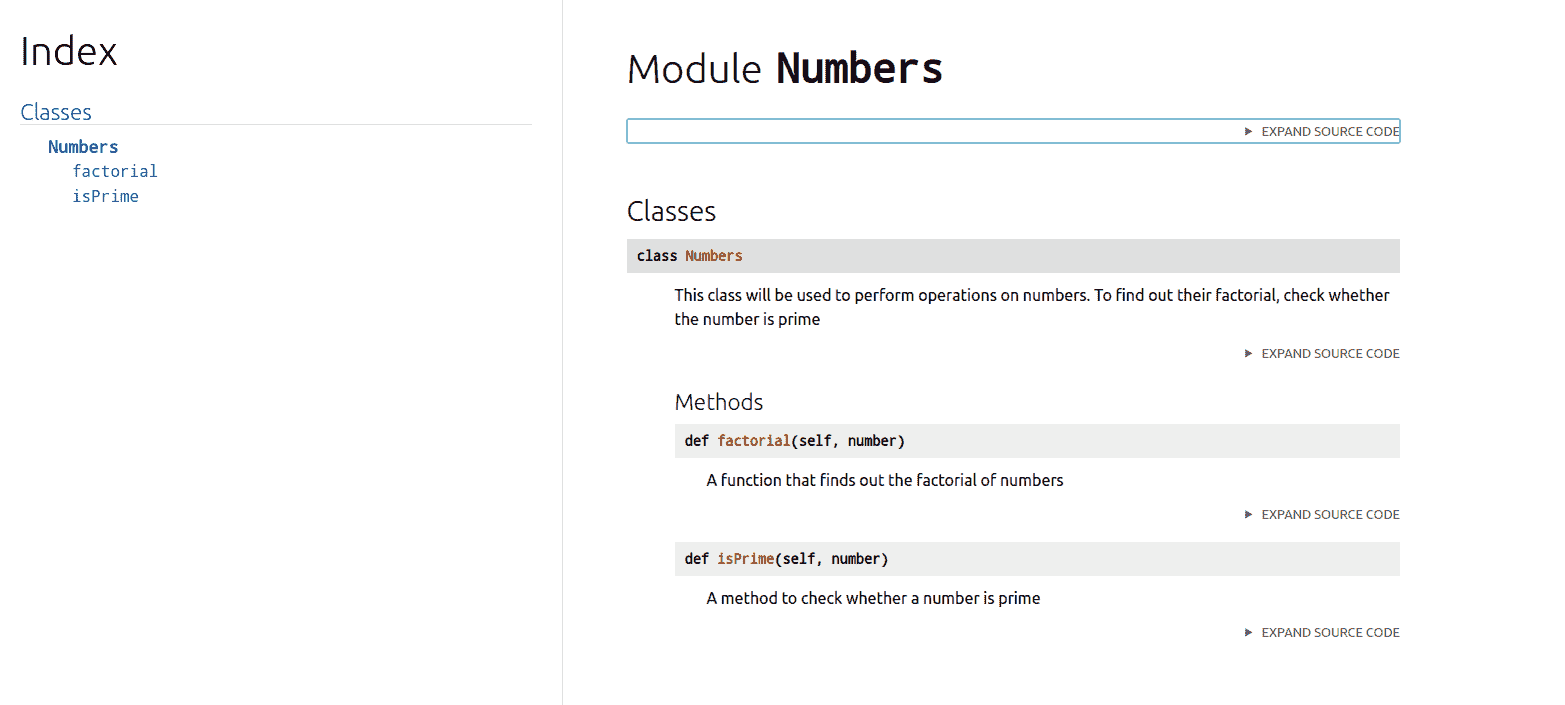 Index
Classes
Numbers
factorial
isPrime
Module Numbers
EXPAND SOURCE CODE
Classes
class Numbers
This class will be used to perform operations on numbers. To find out their factorial, check whether
the number is prime
EXPAND SOURCE CODE
Methods
def factorial(self, number)
A function that finds out the factorial of numbers
EXPAND SOURCE CODE
def isPrime(self, number)
A method to check whether a number is prime
EXPAND SOURCE CODE